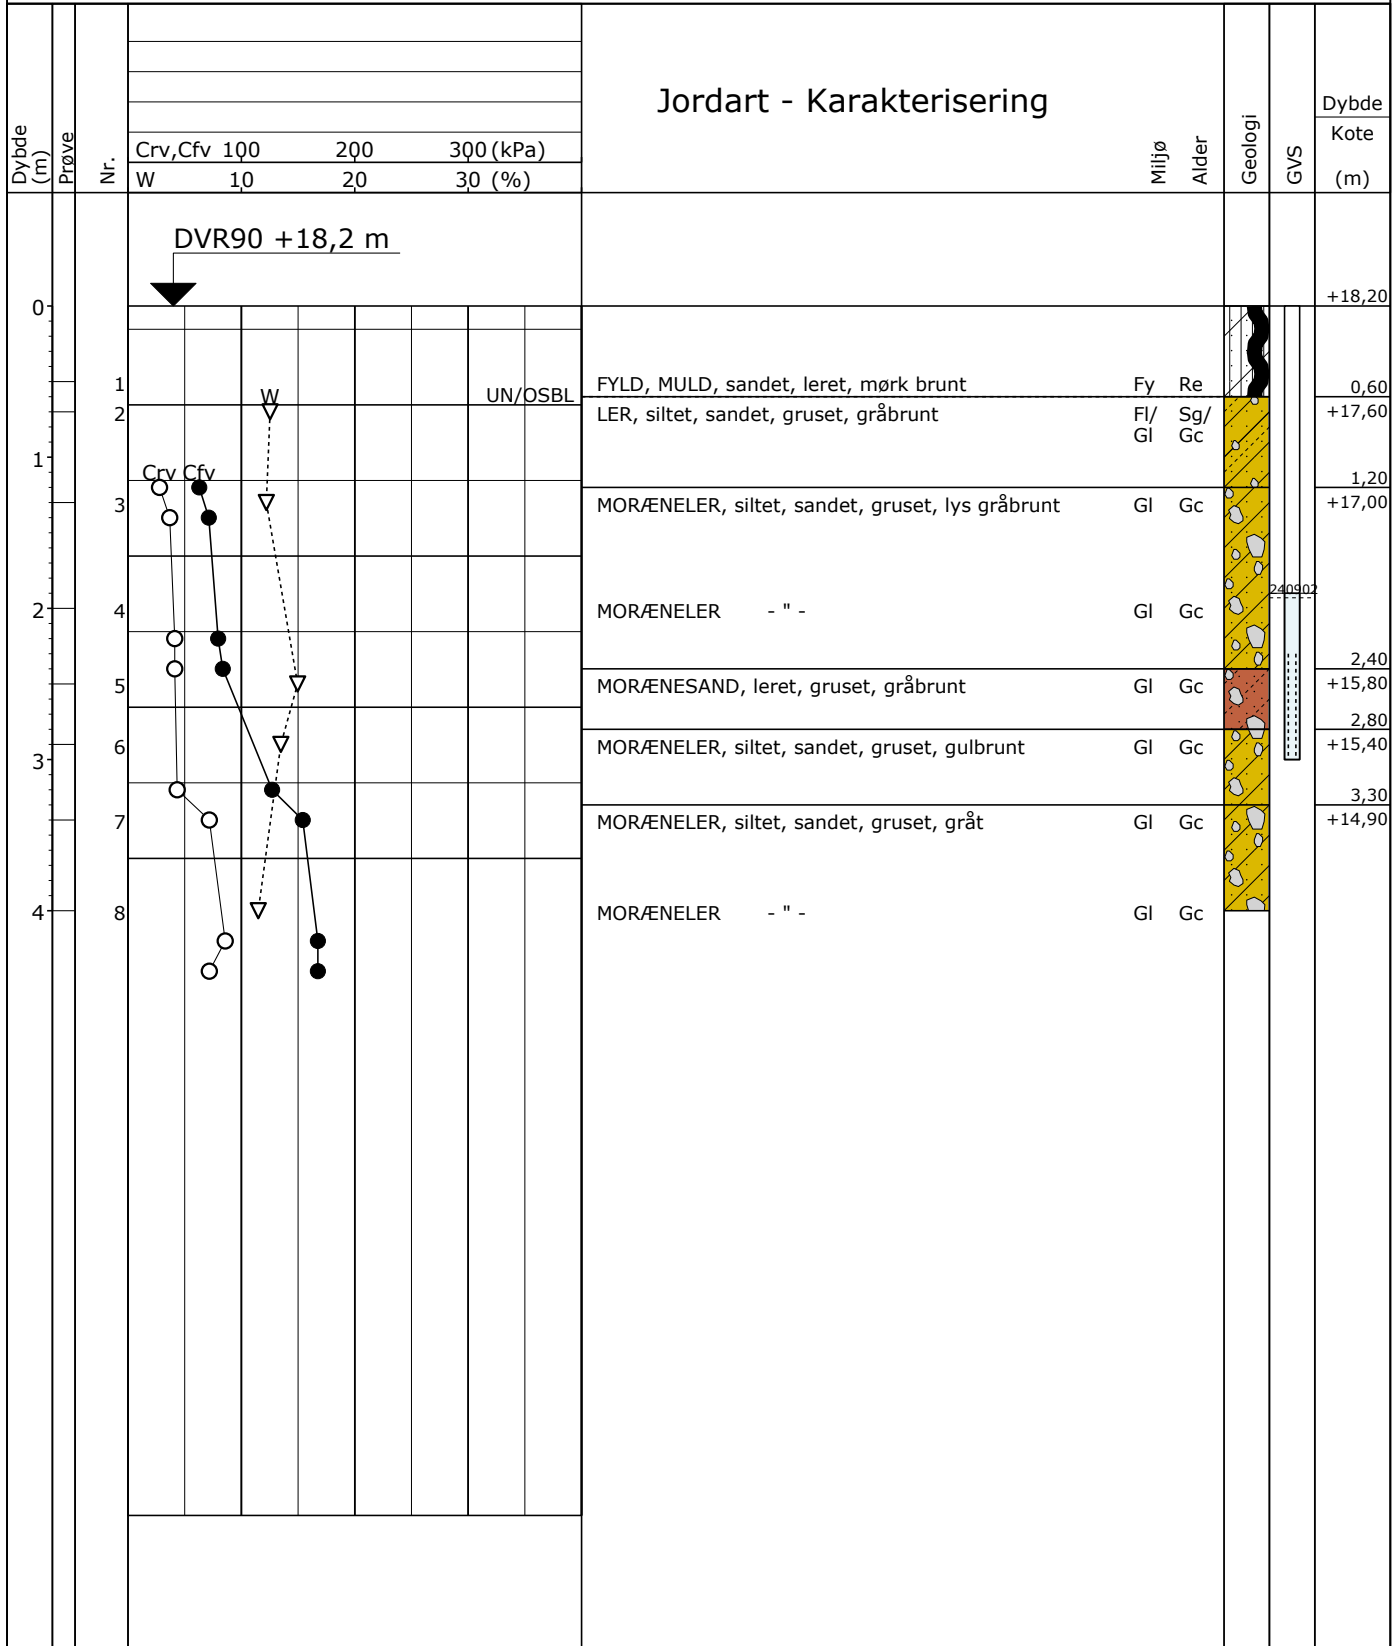 Jordart - Karakterisering
Dybde (m)
Prøve
Nr.
Crv,Cfv 100 200 300 (kPa)
W 10 20 30 (%)
Miljø
Alder
Geologi
GVS
Dybde
Kote
(m)
DVR90 +18,2 m
0 +18,20
1 FYLD, MULD, sandet, leret, mørk brunt Fy Re 0,60
W UN/OSBL
2 LER, siltet, sandet, gruset, gråbrunt Fl/ Sg/ +17,60
Gl Gc
1
Crv Cfv 1,20
3 MORÆNELER, siltet, sandet, gruset, lys gråbrunt Gl Gc +17,00
240902
2 4 MORÆNELER - " - Gl Gc
2,40
5 MORÆNESAND, leret, gruset, gråbrunt Gl Gc +15,80
2,80
6 MORÆNELER, siltet, sandet, gruset, gulbrunt Gl Gc +15,40
3
3,30
7 MORÆNELER, siltet, sandet, gruset, gråt Gl Gc +14,90
4 8 MORÆNELER - " - Gl Gc